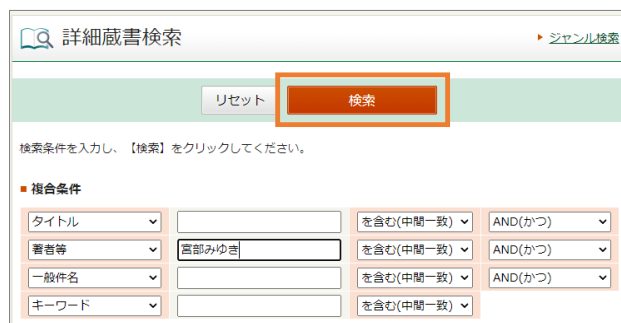 詳細蔵書検索
ジャンル検索
リセット 検索
検索条件を入力し、【検索】をクリックしてください。
複合条件
タイトル を含む(中間一致) AND(かつ)
著者等 宮部みゆき を含む(中間一致) AND(かつ)
一般件名 を含む(中間一致) AND(かつ)
キーワード を含む(中間一致)